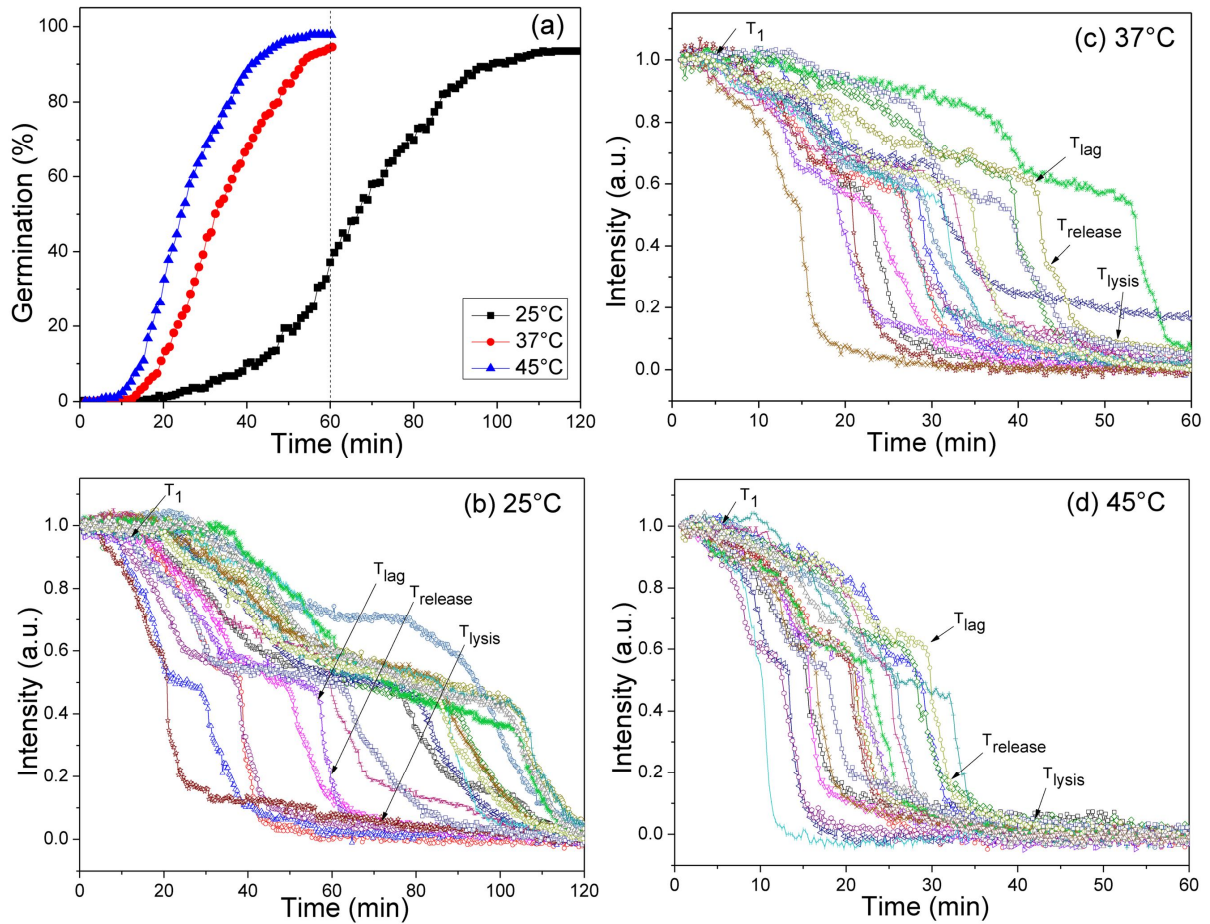 (a)
Germination (%)
100
80
60
40
20
0
0 20 40 60 80 100 120
Time (min)
25°C
37°C
45°C
(c) 37°C
Intensity (a.u.)
1.0
0.8
0.6
0.4
0.2
0.0
0 10 20 30 40 50 60
Time (min)
T1
Tlag
Trelease
Tlysis
(b) 25°C
Intensity (a.u.)
1.0
0.8
0.6
0.4
0.2
0.0
0 20 40 60 80 100 120
Time (min)
T1
Tlag
Trelease
Tlysis
(d) 45°C
Intensity (a.u.)
1.0
0.8
0.6
0.4
0.2
0.0
0 10 20 30 40 50 60
Time (min)
T1
Tlag
Trelease
Tlysis